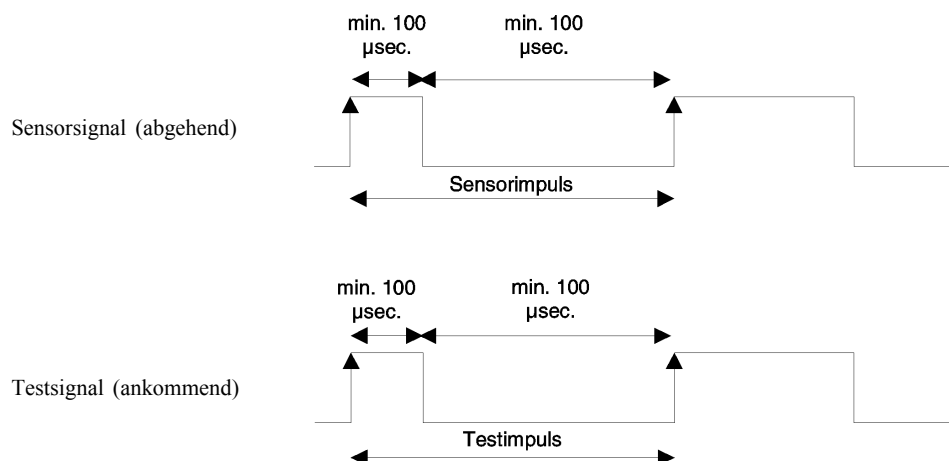 min. 100 min. 100
µsec. µsec.
Sensorsignal (abgehend)
Sensorimpuls
min. 100 min. 100
µsec. µsec.
Testsignal (ankommend)
Testimpuls